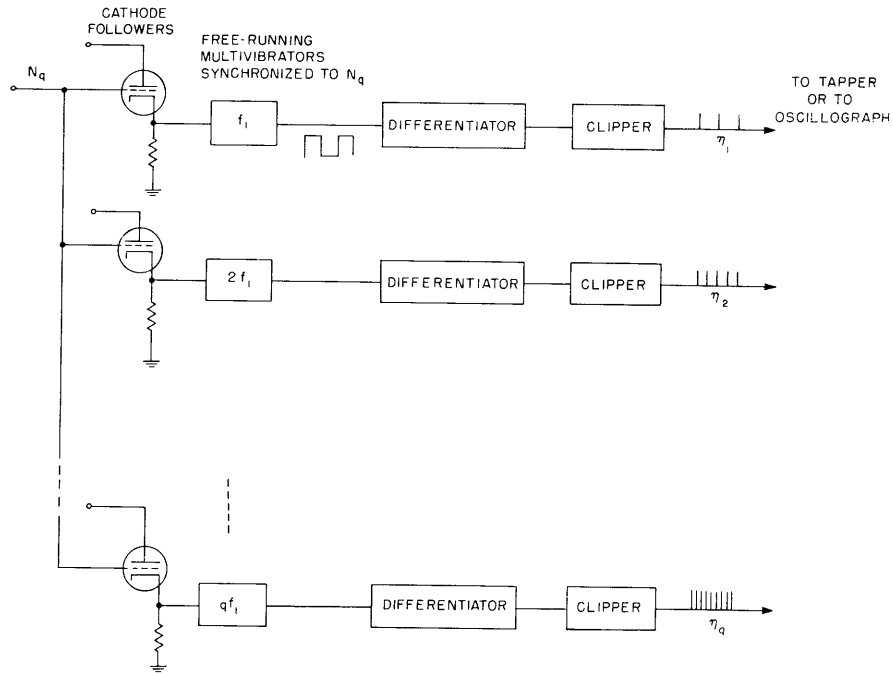 CATHODE
FOLLOWERS
FREE-RUNNING
MULTIVIBRATORS
SYNCHRONIZED TO Nq
Nq
TO TAPPER
OR TO
OSCILLOGRAPH
f1
DIFFERENTIATOR
CLIPPER
η1
2f1
DIFFERENTIATOR
CLIPPER
η2
qf1
DIFFERENTIATOR
CLIPPER
ηq